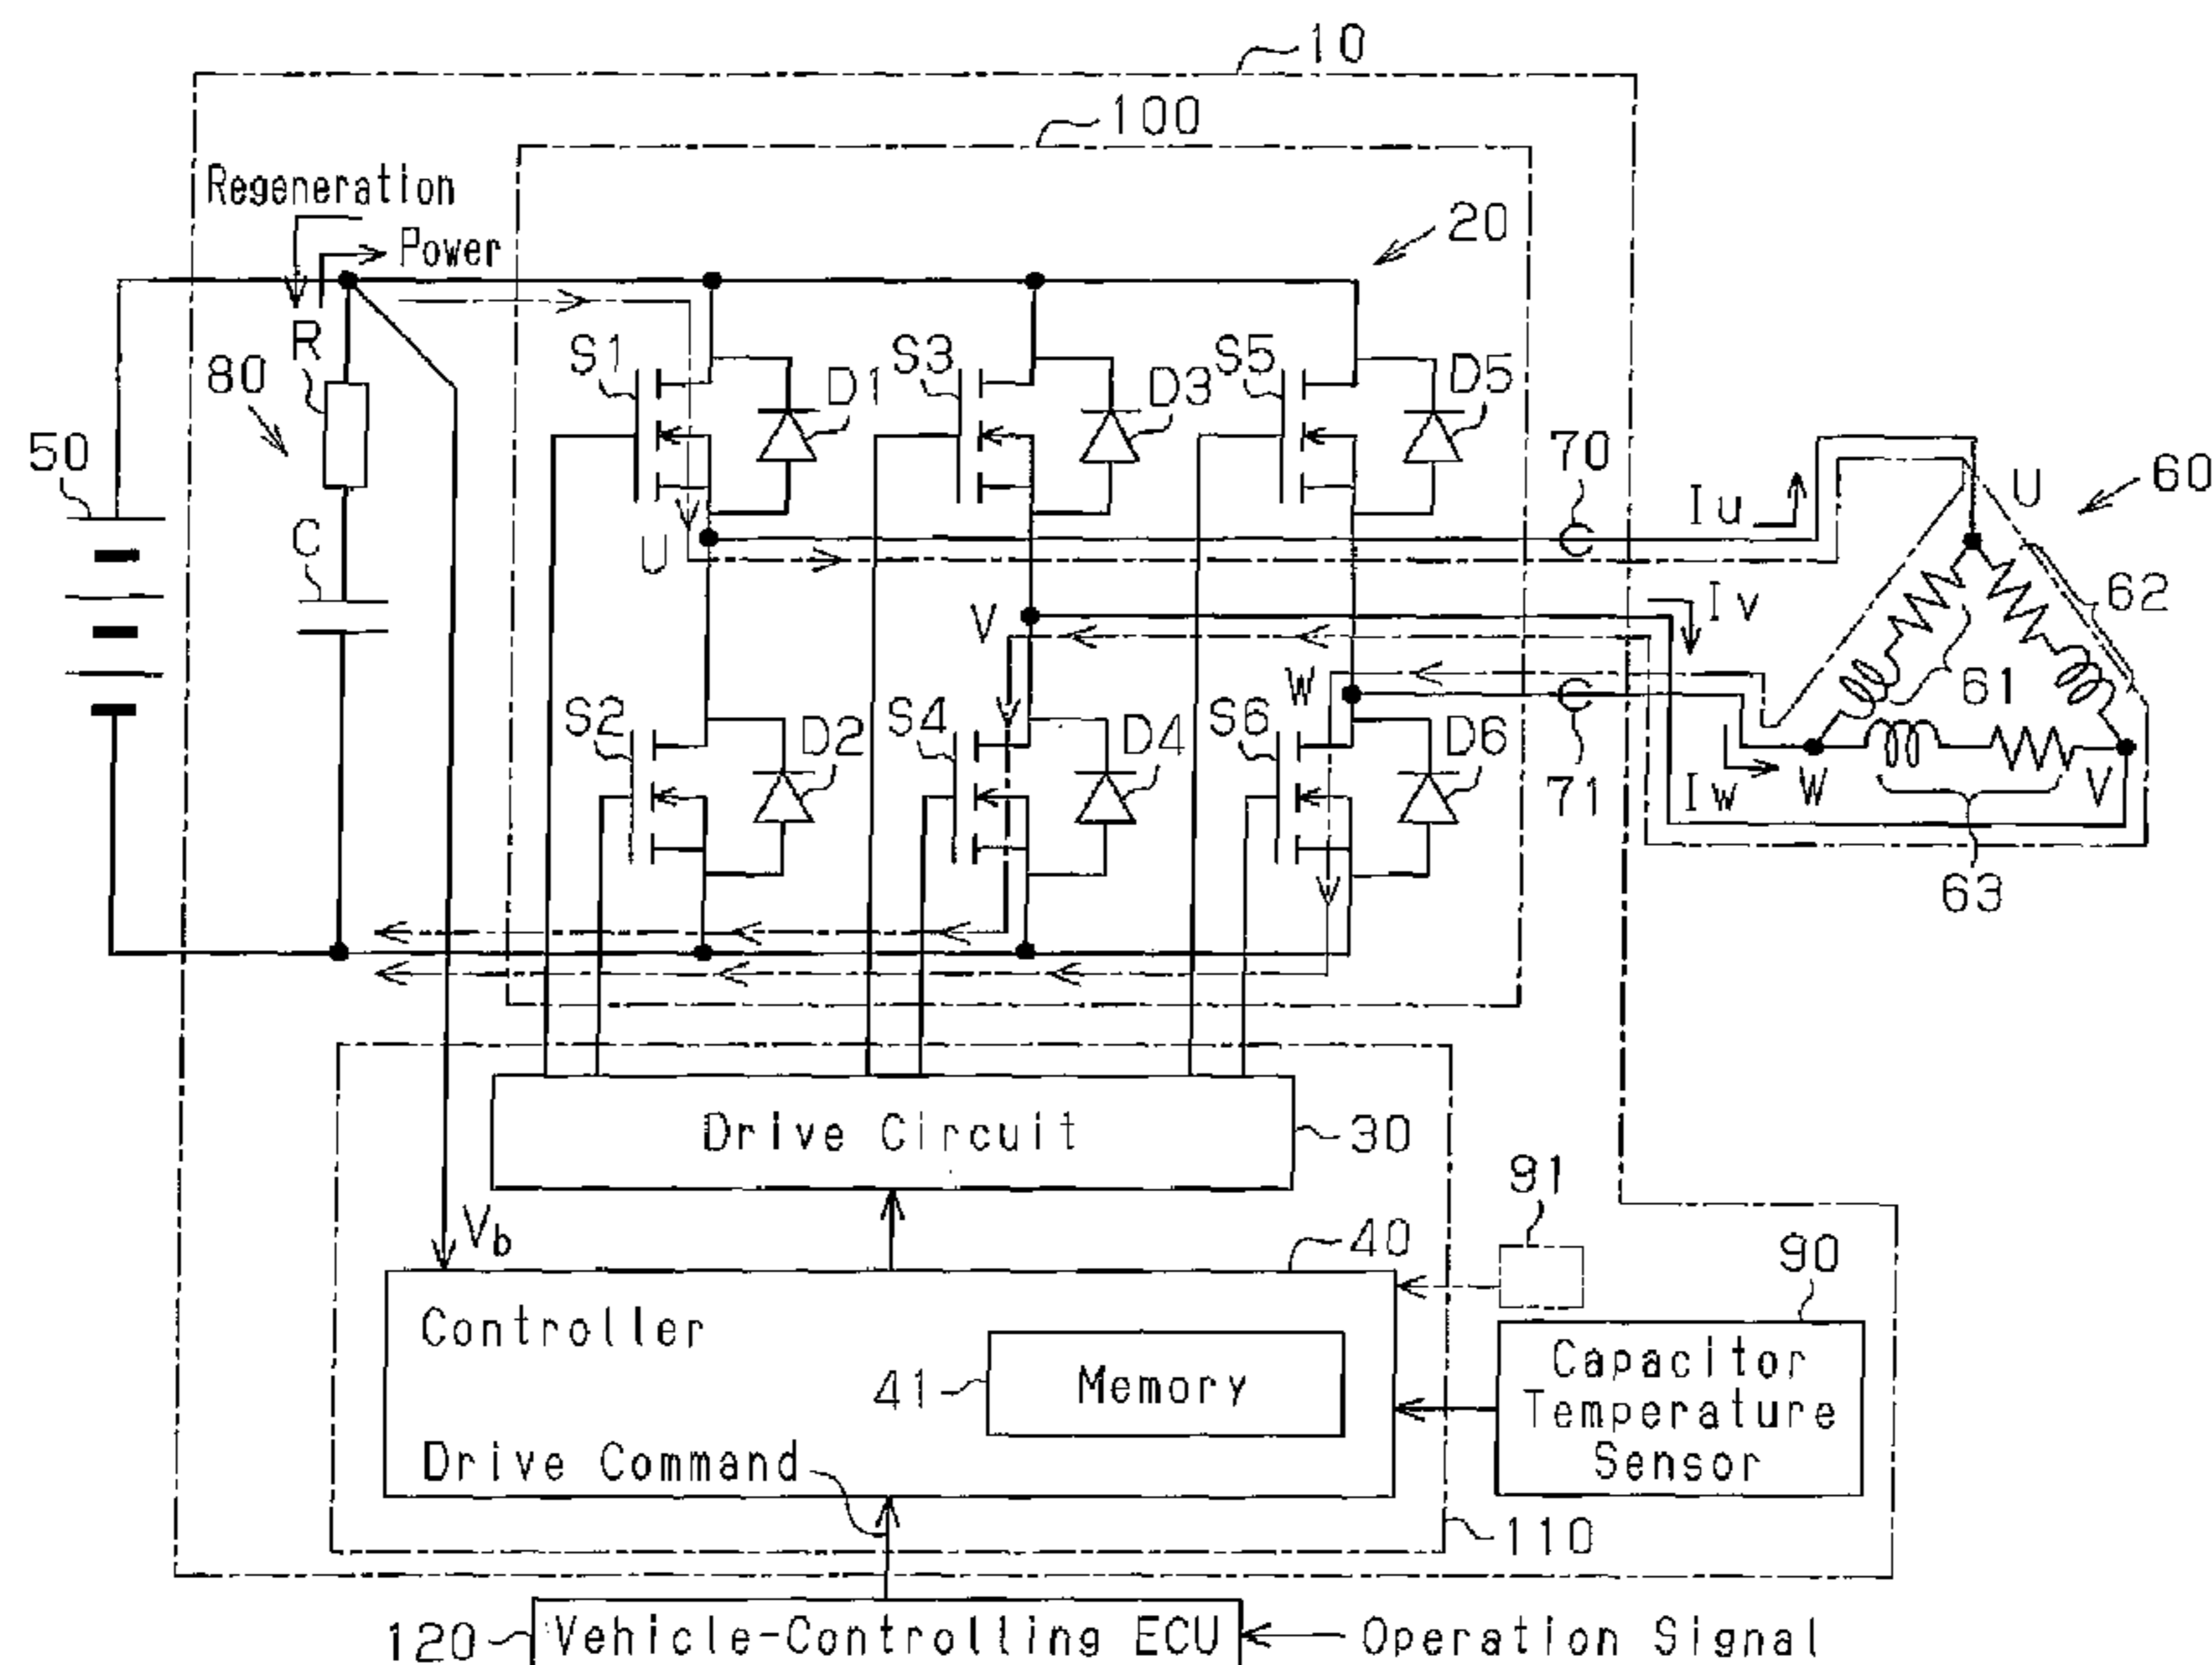 10
100
Regeneration
Power
20
R
80
S1
D1
S3
D3
S5
D5
50
C
70
Iu
U
60
U
62
V
Iv
61
W
S2
D2
S4
D4
S6
D6
71
Iw
W
V
63
Drive Circuit
30
91
Vb
40
90
Controller
41
Memory
Capacitor
Temperature
Sensor
Drive Command
110
120
Vehicle-Controlling ECU
Operation Signal